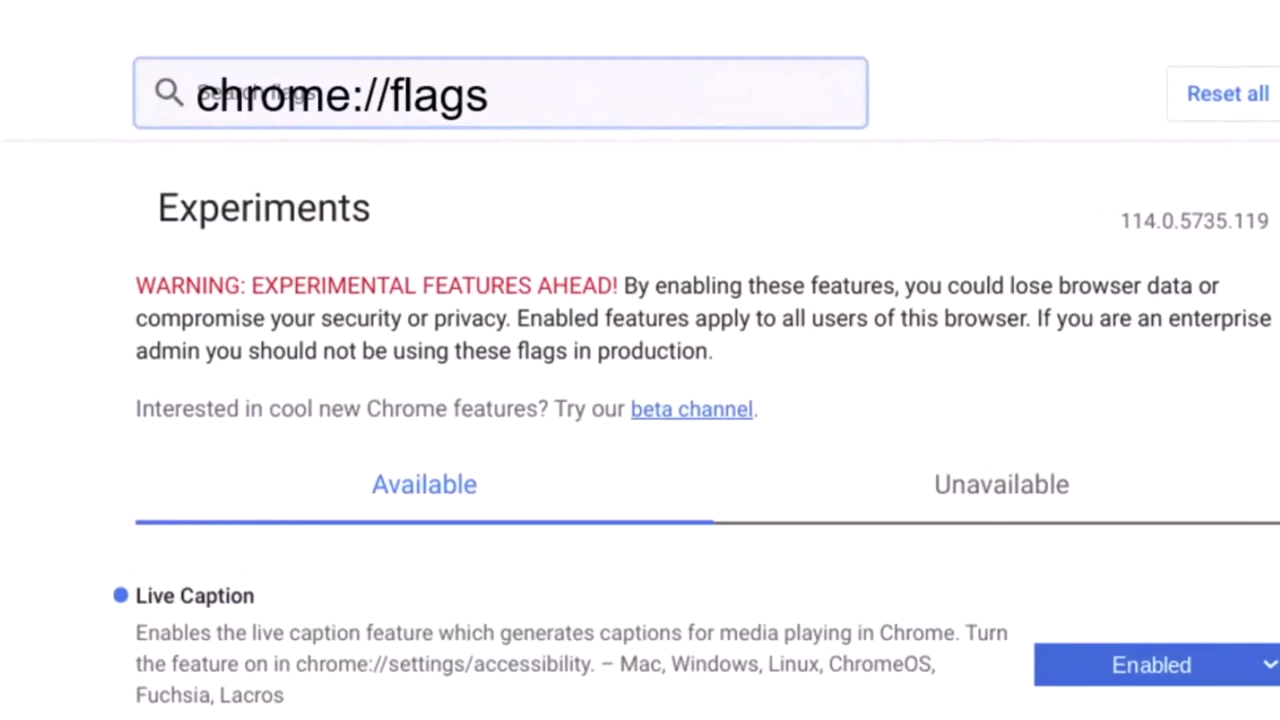 chrome://flags
Search flags
Reset all
Experiments
114.0.5735.119
WARNING: EXPERIMENTAL FEATURES AHEAD! By enabling these features, you could lose browser data or
compromise your security or privacy. Enabled features apply to all users of this browser. If you are an enterprise
admin you should not be using these flags in production.
Interested in cool new Chrome features? Try our beta channel.
Available
Unavailable
Live Caption
Enables the live caption feature which generates captions for media playing in Chrome. Turn
the feature on in chrome://settings/accessibility. – Mac, Windows, Linux, ChromeOS,
Fuchsia, Lacros
Enabled